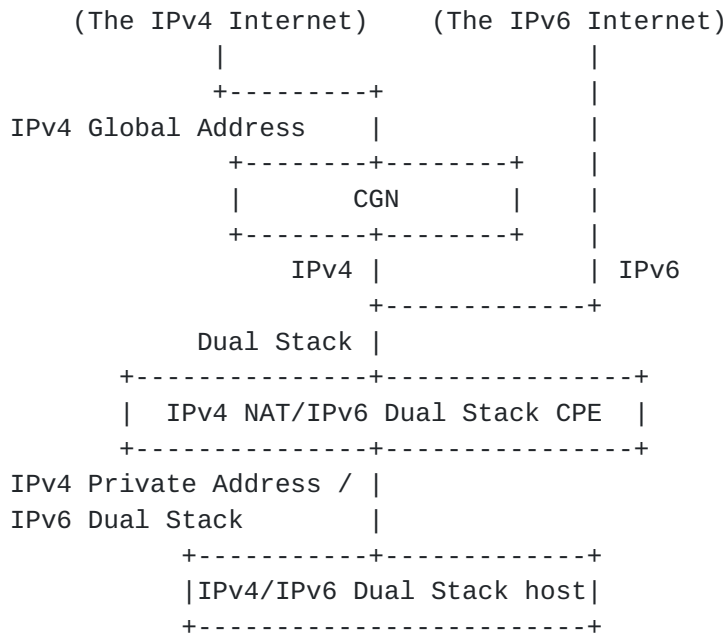 (The IPv4 Internet) (The IPv6 Internet)
IPv4 Global Address
CGN
IPv4 IPv6
Dual Stack
IPv4 NAT/IPv6 Dual Stack CPE
IPv4 Private Address /
IPv6 Dual Stack
IPv4/IPv6 Dual Stack host